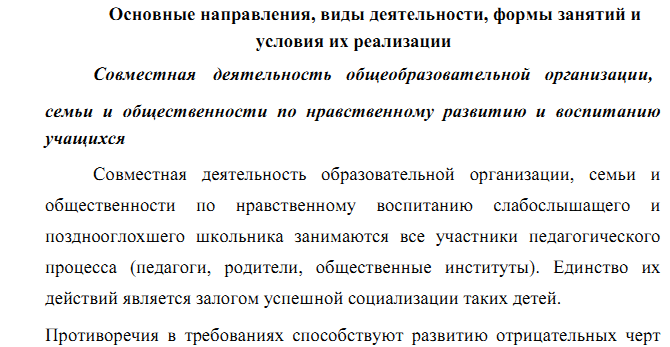 Основные направления, виды деятельности, формы занятий и
условия их реализации
Совместная деятельность общеобразовательной организации,
семьи и общественности по нравственному развитию и воспитанию
учащихся
Совместная деятельность образовательной организации, семьи и
общественности по нравственному воспитанию слабослышащего и
позднооглохшего школьника занимаются все участники педагогического
процесса (педагоги, родители, общественные институты). Единство их
действий является залогом успешной социализации таких детей.
Противоречия в требованиях способствуют развитию отрицательных черт